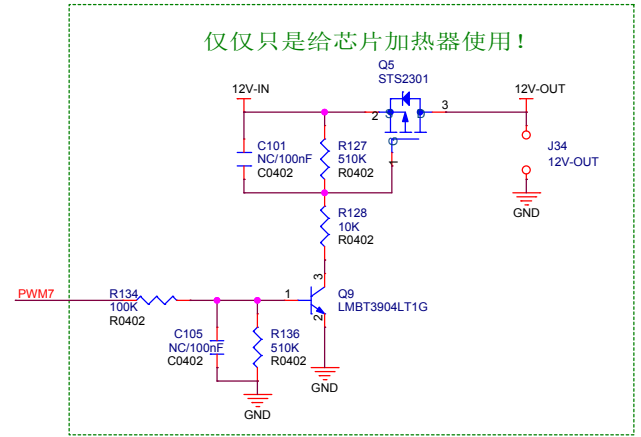 仅仅只是给芯片加热器使用!
Q5
STS2301
12V-IN
12V-OUT
2
3
1
C101
NC/100nF
C0402
R127
510K
R0402
J34
12V-OUT
GND
R128
10K
R0402
3
PWM7
R134
100K
R0402
1
Q9
LMBT3904LT1G
2
C105
NC/100nF
C0402
R136
510K
R0402
GND
GND